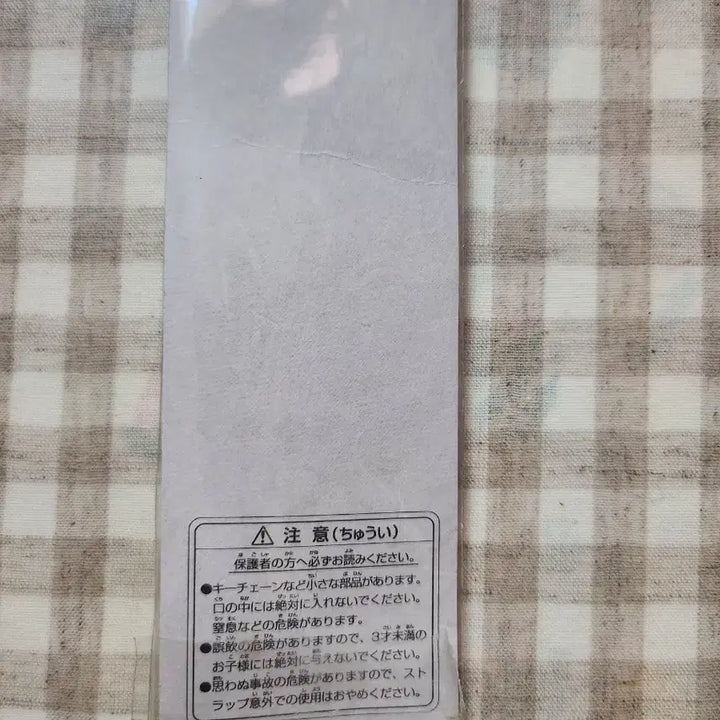 ⚠ 注意(ちゅうい)
保護者の方へ必ずお読みください。
●キーチェーンなど小さな部品があります。
口の中には絶対に入れないでください。
窒息などの危険があります。
●誤飲の危険がありますので、3才未満の
お子様には絶対に与えないでください。
●思わぬ事故の危険がありますので、スト
ラップ意外での使用はおやめください。